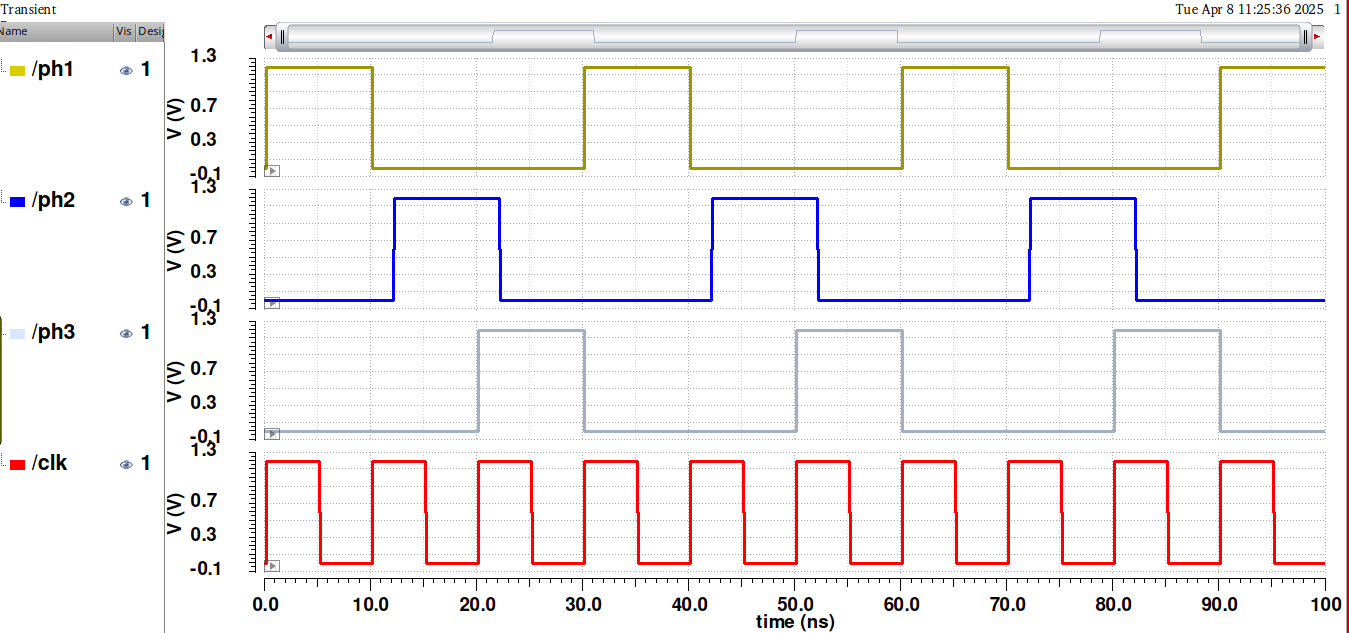 Transient
Tue Apr 8 11:25:36 2025 1
Name Vis Desi
/ph1 1
V (V)
1.3
0.7
0.3
-0.1
/ph2 1
V (V)
1.3
0.7
0.3
-0.1
/ph3 1
V (V)
1.3
0.7
0.3
-0.1
/clk 1
V (V)
1.3
0.7
0.3
-0.1
0.0 10.0 20.0 30.0 40.0 50.0 60.0 70.0 80.0 90.0 100
time (ns)